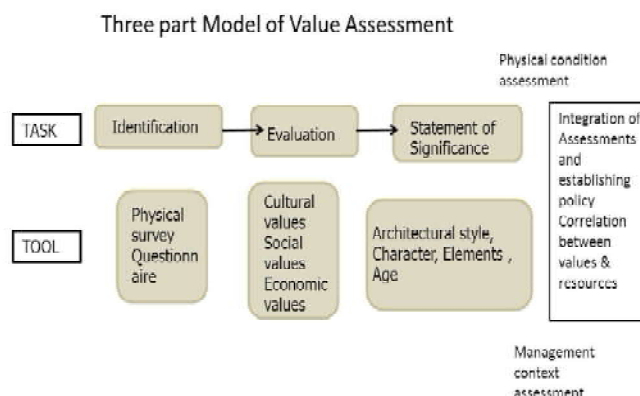 Three part Model of Value Assessment
Physical condition
assessment
TASK
Identification
Evaluation
Statement of
Significance
Integration of
Assessments
and
establishing
policy
Correlation
between
values &
resources
TOOL
Physical
survey
Questionn
aire
Cultural
values
Social
values
Economic
values
Architectural style,
Character, Elements ,
Age
Management
context
assessment